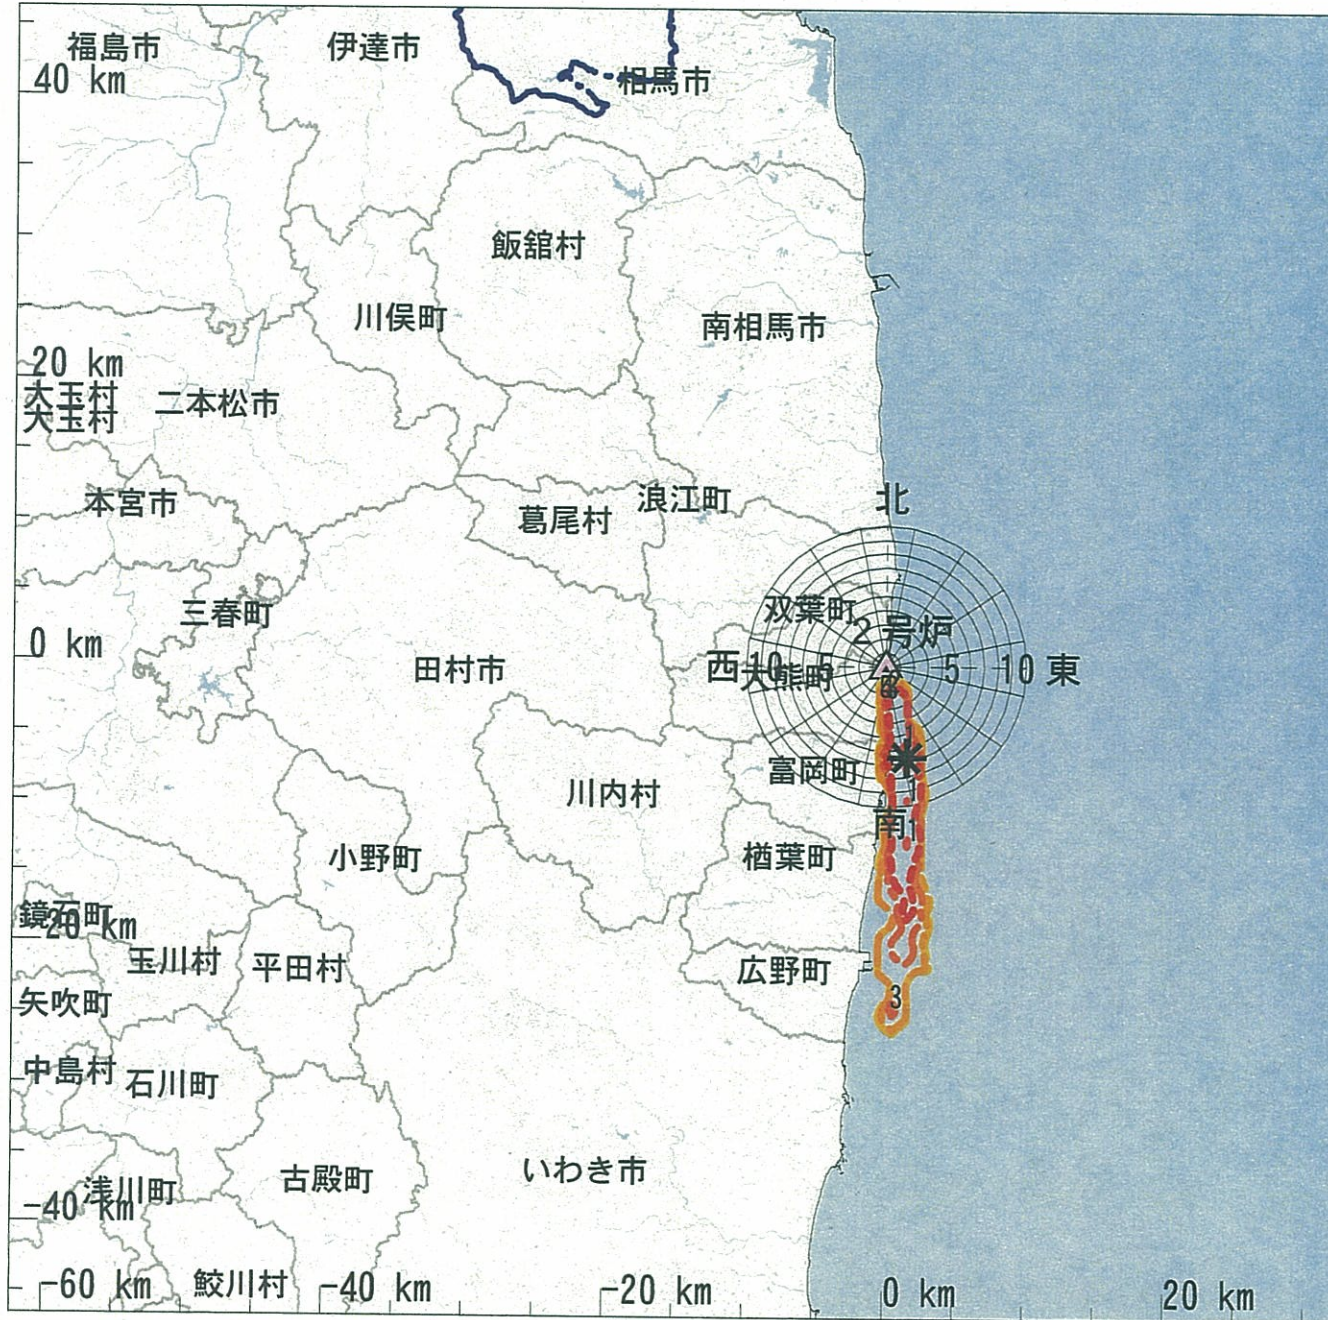 福島市
伊達市
40 km
相馬市
飯舘村
川俣町
南相馬市
20 km
大玉村
二本松市
大玉村
本宮市
浪江町
北
葛尾村
三春町
双葉町
2号炉
0 km
田村市
西 10 5 5 10 東
大熊町
1
富岡町
川内村
1
南
1
小野町
楢葉町
鏡石町
-20 km
玉川村
平田村
広野町
矢吹町
3
中島村
石川町
いわき市
古殿町
浅川町
-40 km
-60 km
鮫川村
-40 km
-20 km
0 km
20 km